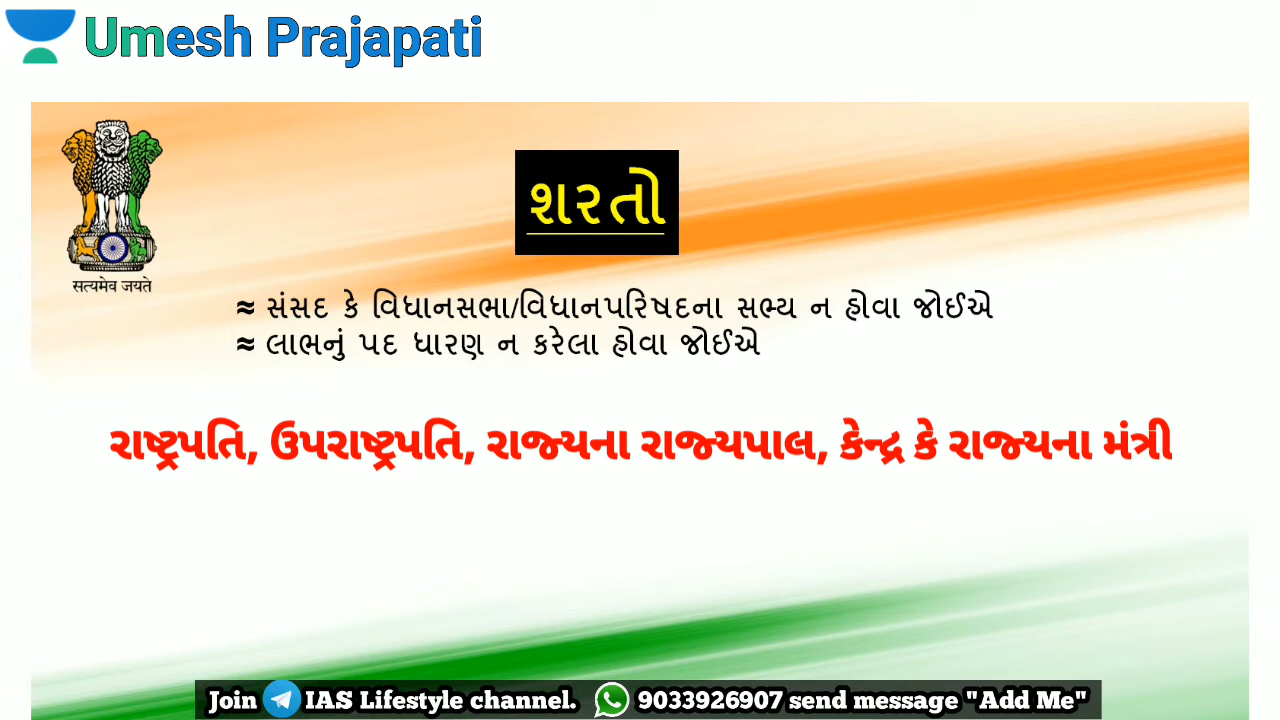 Umesh Prajapati
શરતો
सत्यमेव जयते
≈ સંસદ કે વિધાનસભા/વિધાનપરિષદના સભ્ય ન હોવા જોઈએ
≈ લાભનું પદ ધારણ ન કરેલા હોવા જોઈએ
રાષ્ટ્રપતિ, ઉપરાષ્ટ્રપતિ, રાજ્યના રાજ્યપાલ, કેન્દ્ર કે રાજ્યના મંત્રી
Join IAS Lifestyle channel. 9033926907 send message "Add Me"